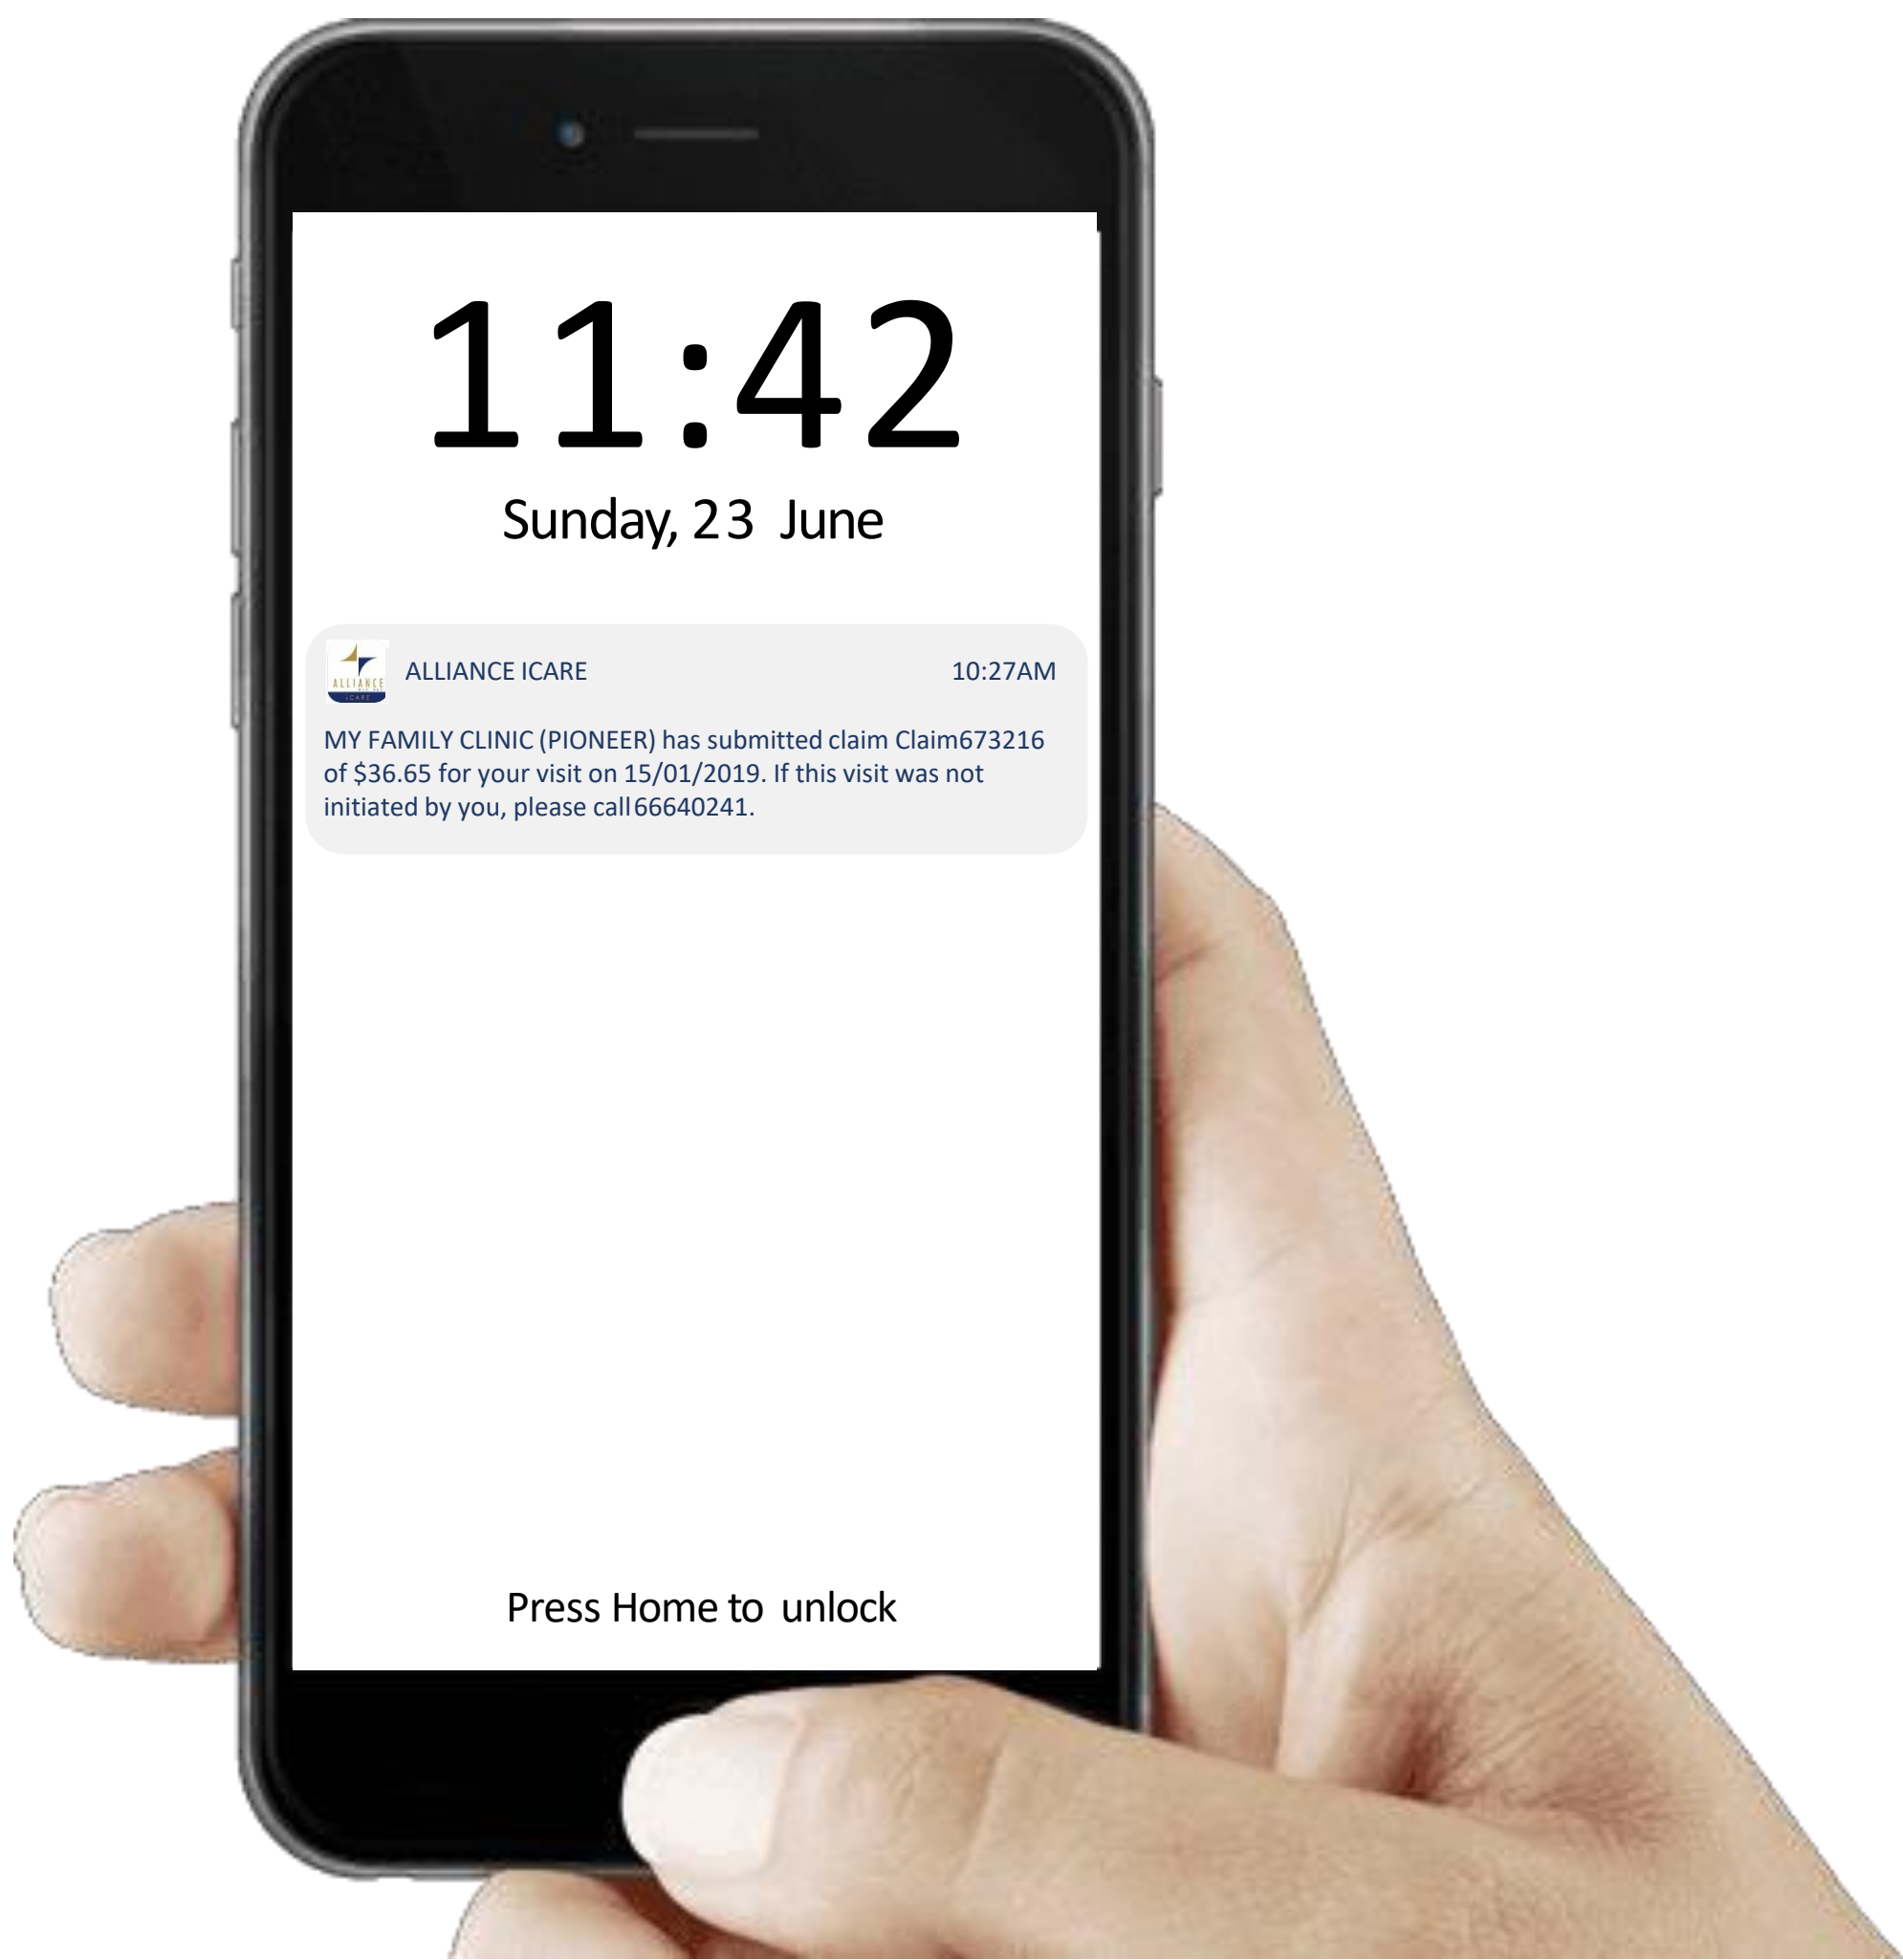 11:42
Sunday, 23 June
ALLIANCE
ICARE
ALLIANCE ICARE 10:27AM
MY FAMILY CLINIC (PIONEER) has submitted claim Claim673216
of $36.65 for your visit on 15/01/2019. If this visit was not
initiated by you, please call 66640241.
Press Home to unlock